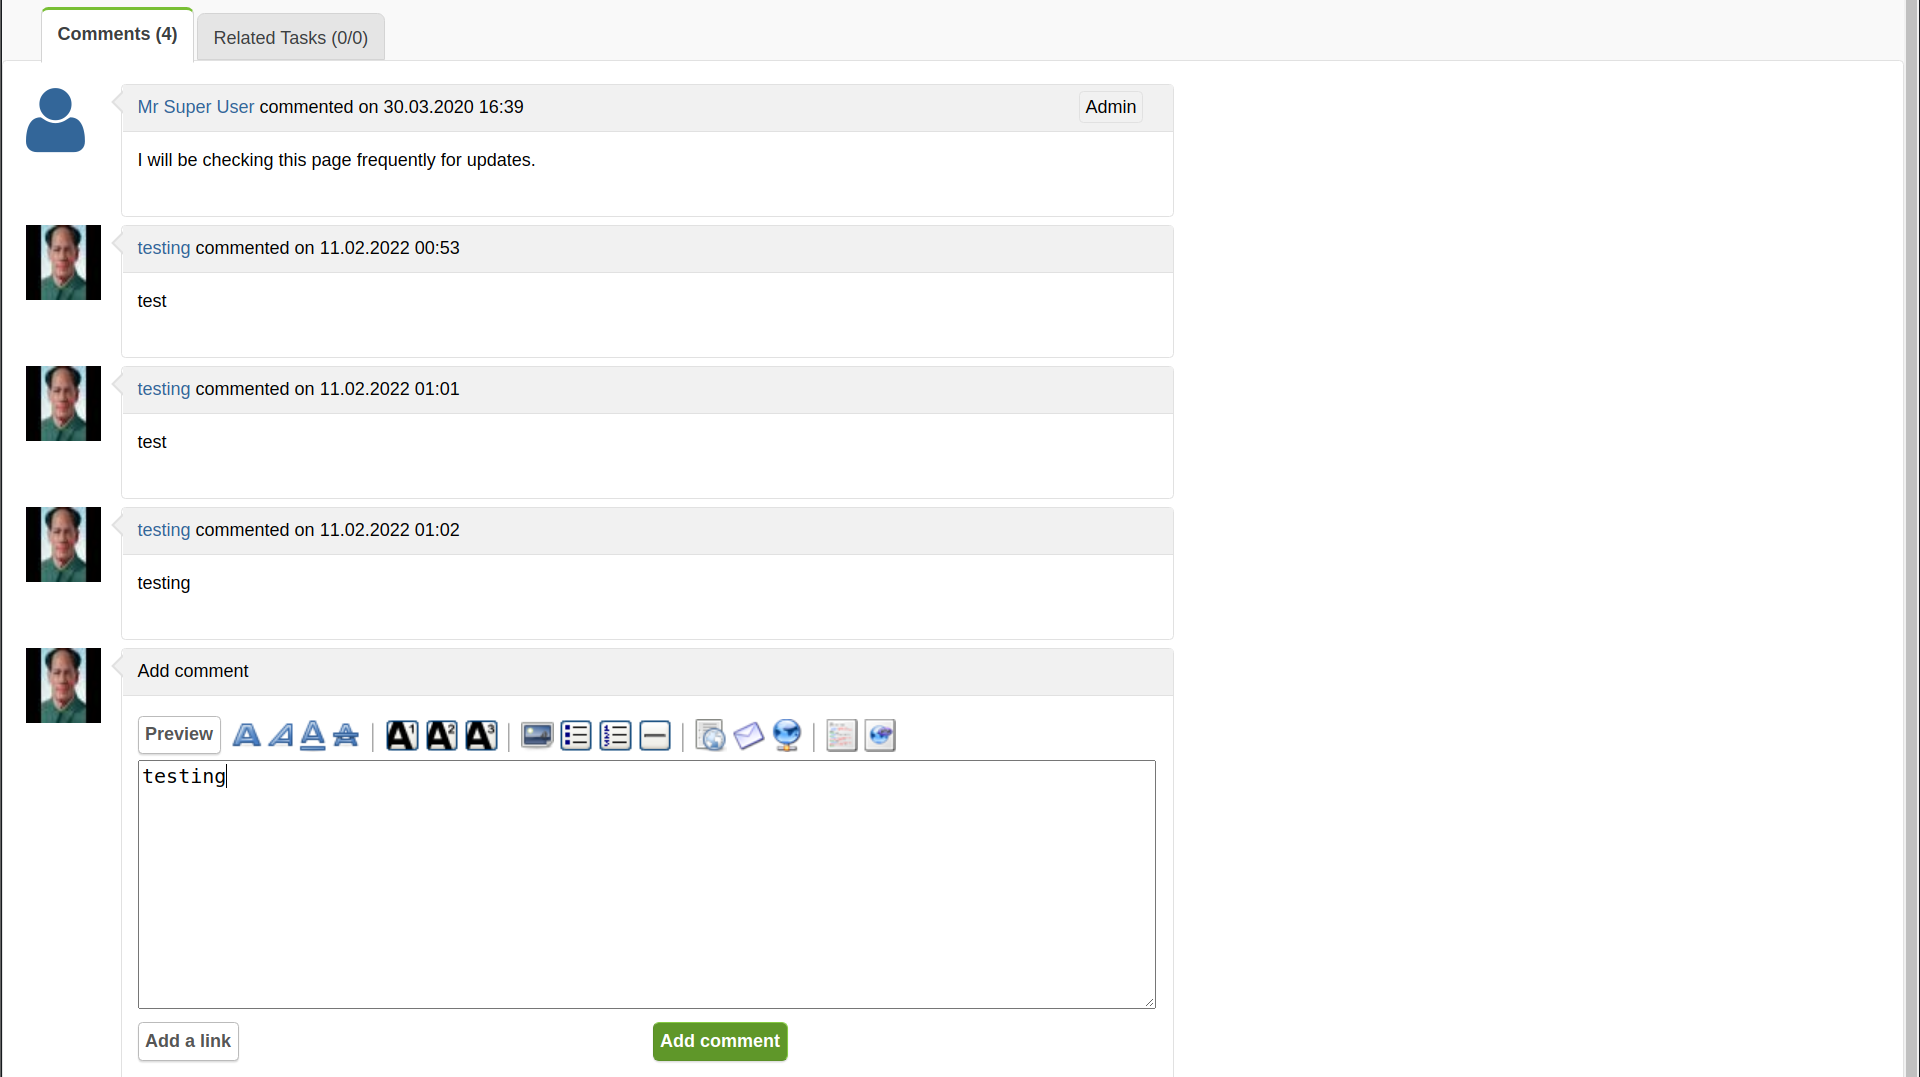 Comments (4)
Related Tasks (0/0)
Mr Super User commented on 30.03.2020 16:39
Admin
I will be checking this page frequently for updates.
testing commented on 11.02.2022 00:53
test
testing commented on 11.02.2022 01:01
test
testing commented on 11.02.2022 01:02
testing
Add comment
Preview A A A A | A1 A2 A3
testing
Add a link
Add comment